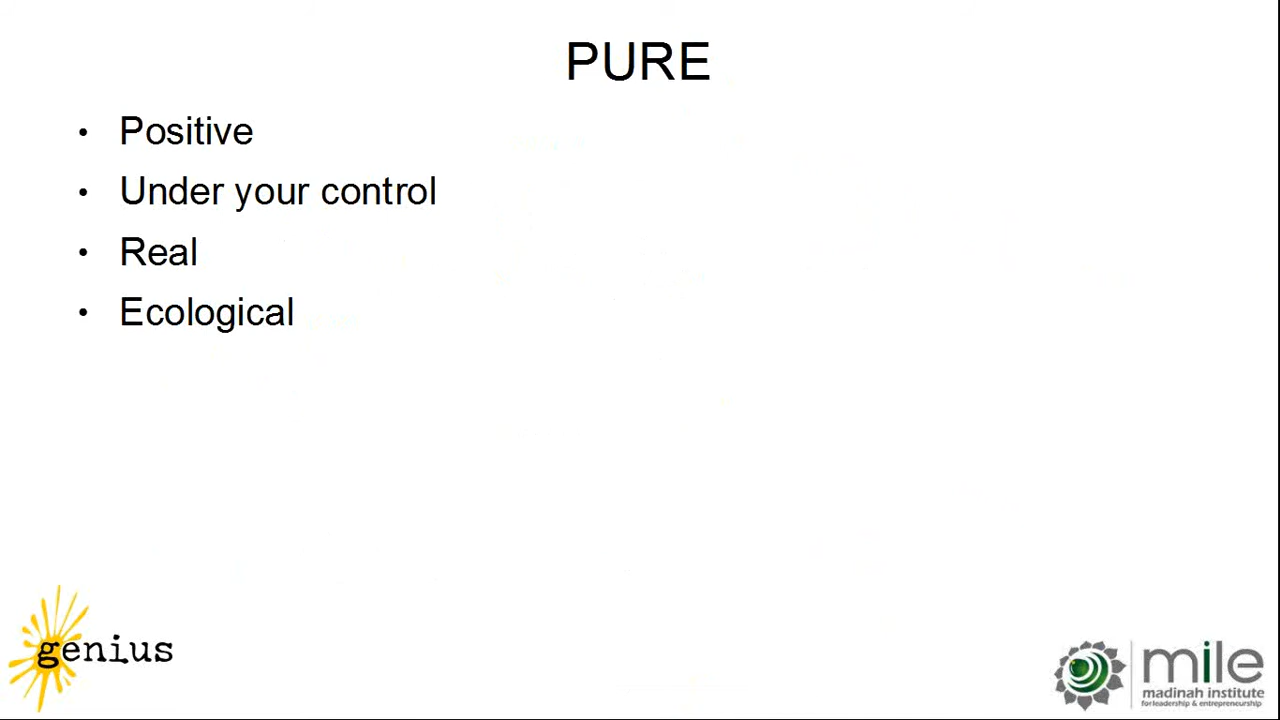 PURE
• Positive
• Under your control
• Real
• Ecological
genius
mile
madinah institute
for leadership & entrepreneurship